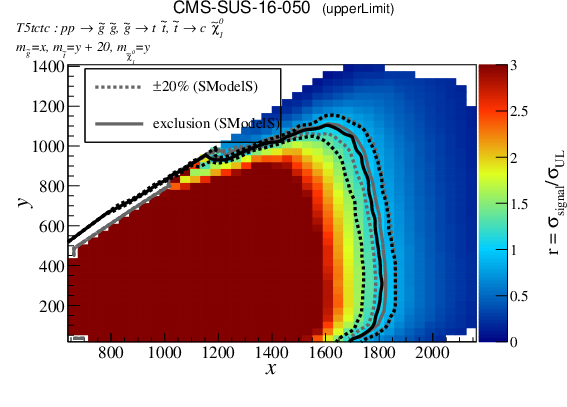 CMS-SUS-16-050 (upperLimit)
T5tctc : pp → g̃ g̃, g̃ → t t̃, t̃ → c χ̃₁⁰
m_g̃=x, m_t̃=y + 20, m_χ̃₁⁰=y
±20% (SModelS)
exclusion (SModelS)
1400
1200
1000
800
600
400
200
y
800 1000 1200 1400 1600 1800 2000
x
3
2.5
2
1.5
1
0.5
0
r = σ_signal/σ_UL